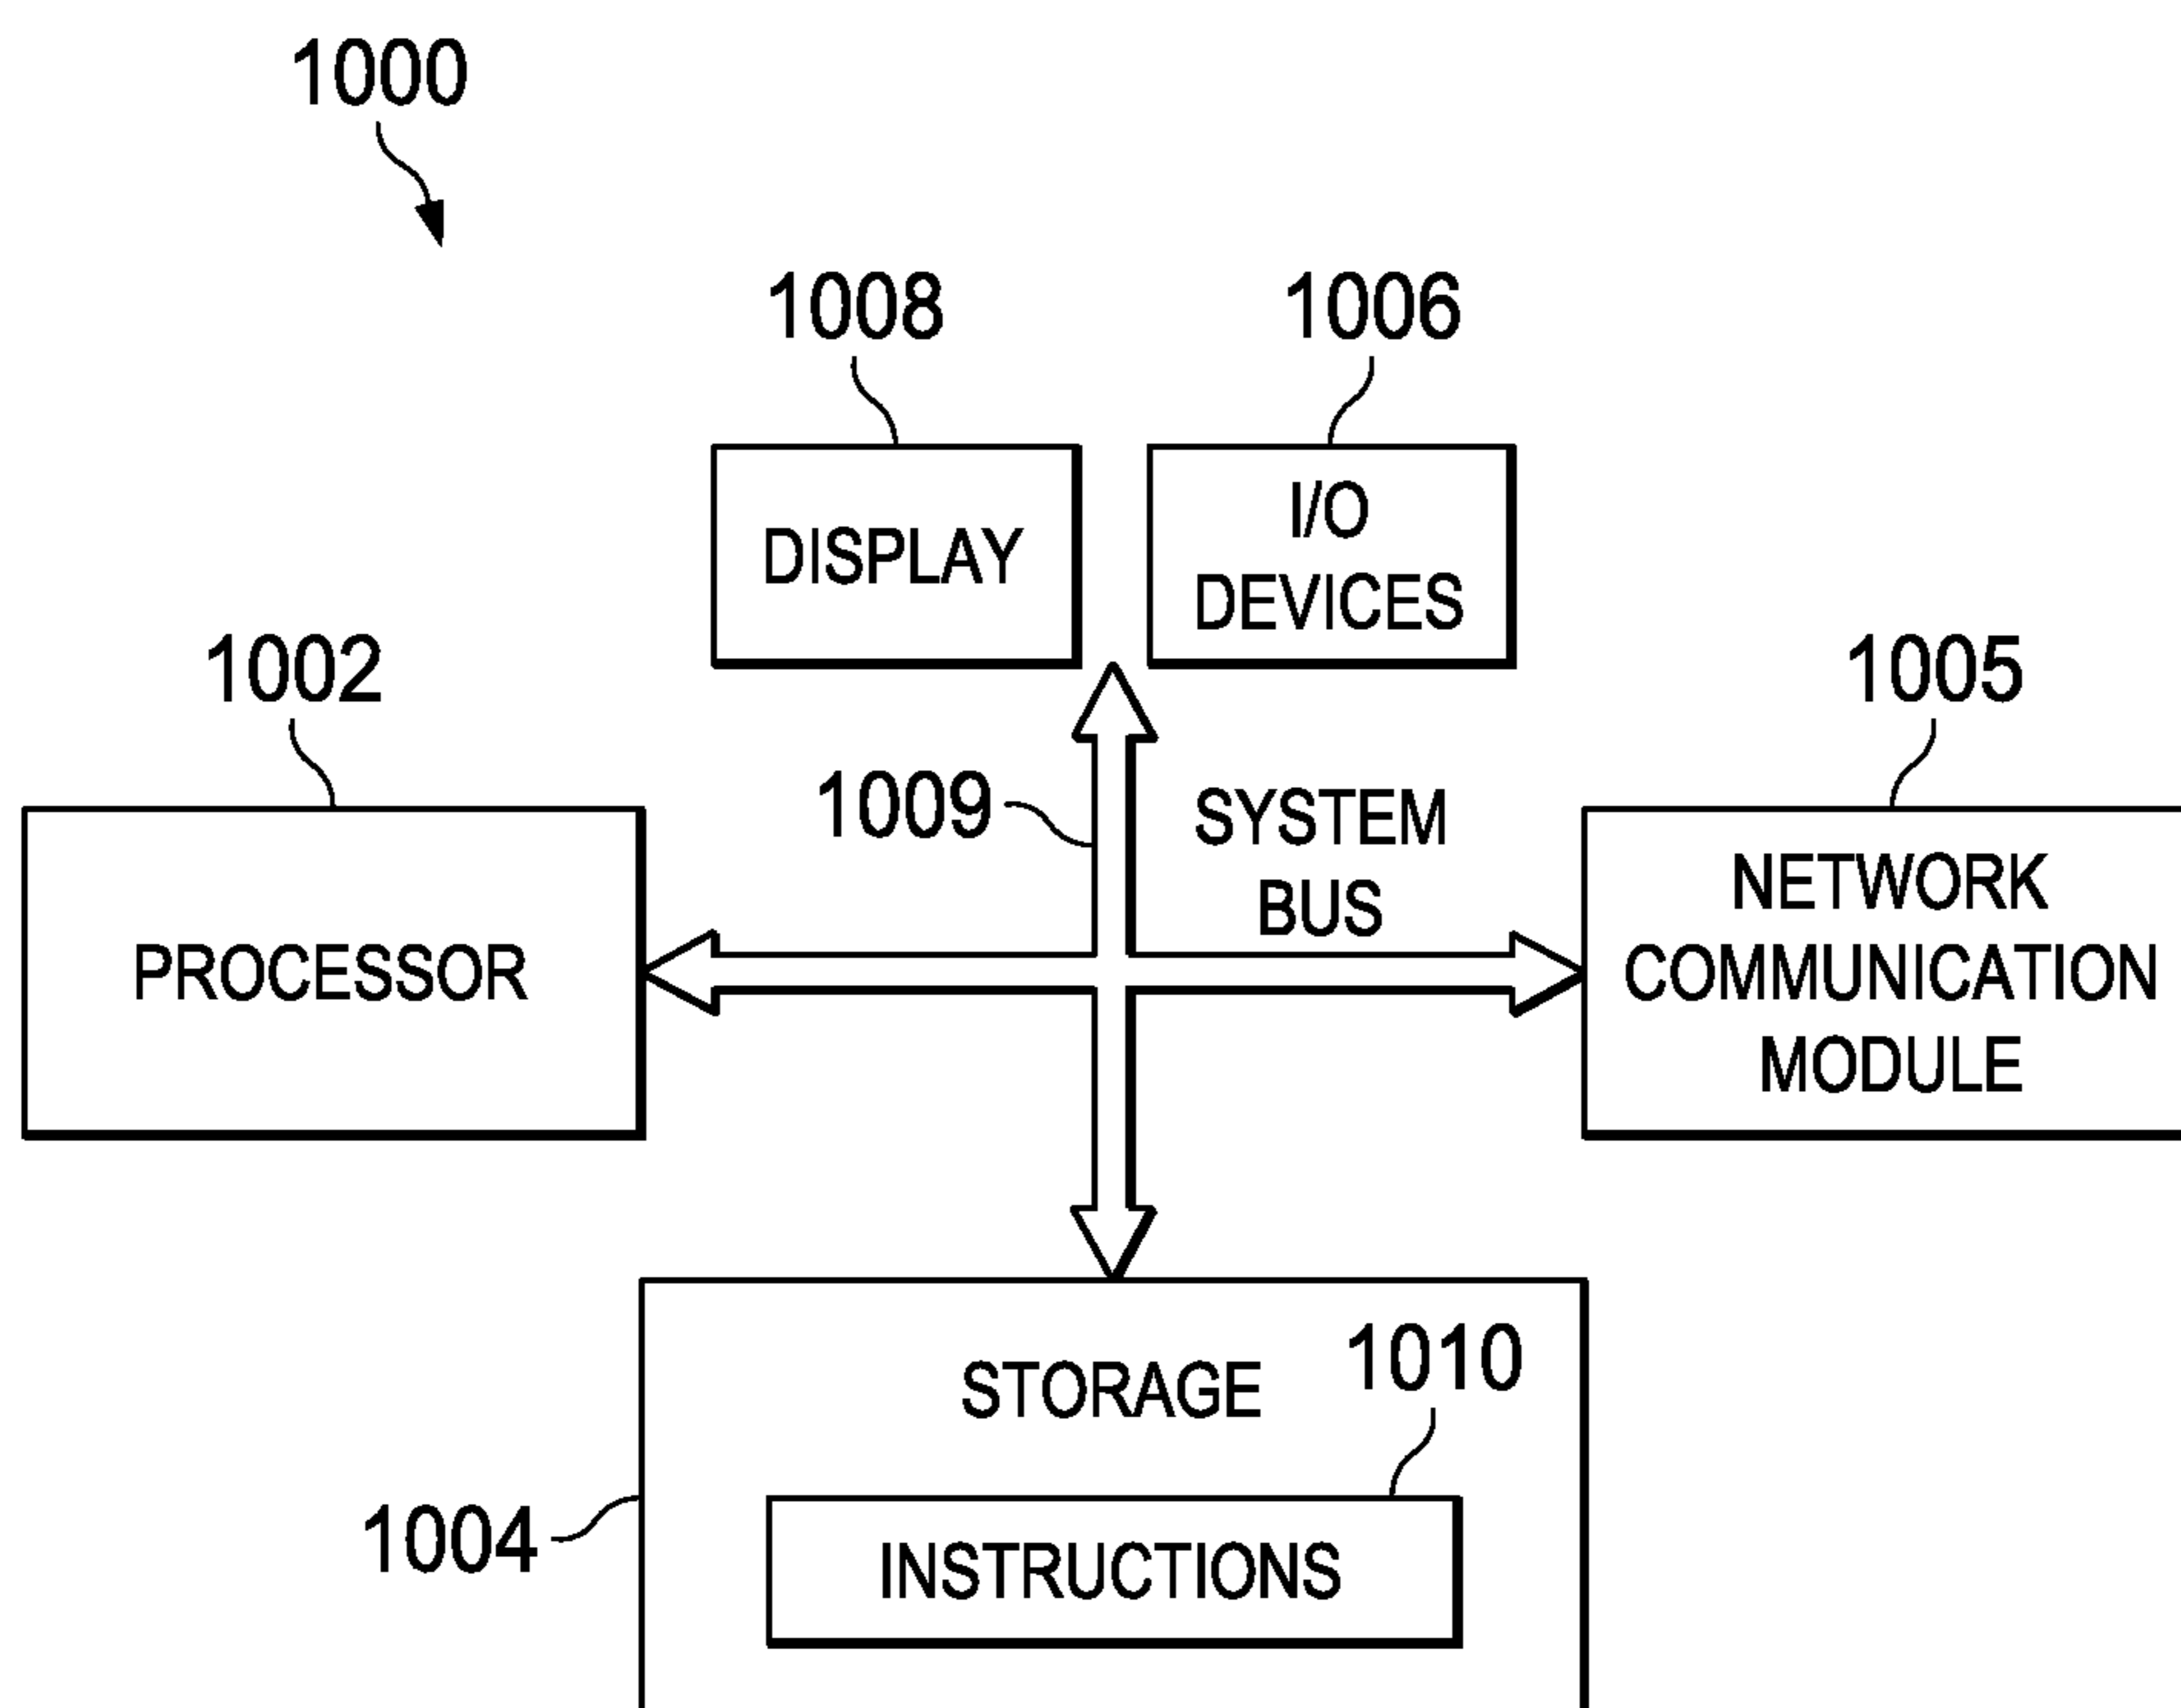 1000
1008
1006
DISPLAY
I/O
DEVICES
1002
1005
1009
SYSTEM
BUS
PROCESSOR
NETWORK
COMMUNICATION
MODULE
STORAGE
1010
1004
INSTRUCTIONS